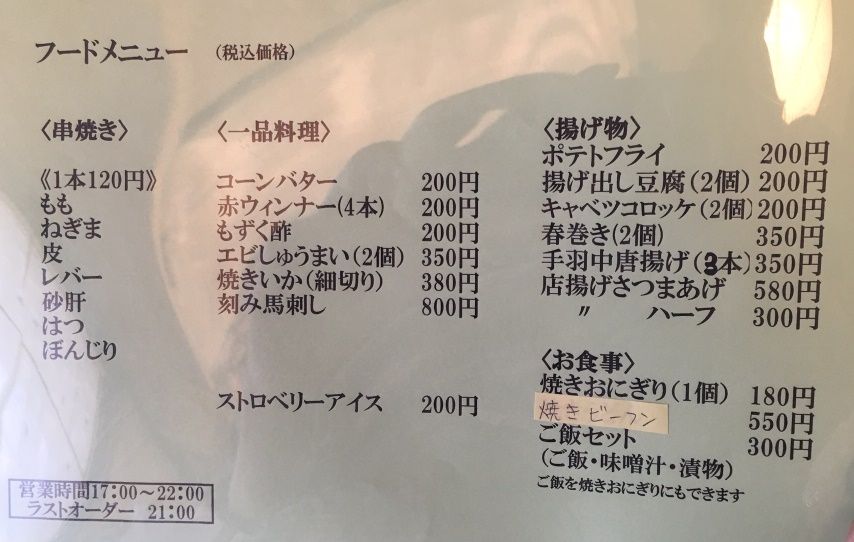 フードメニュー (税込価格)
〈串焼き〉
《1本120円》
もも
ねぎま
皮
レバー
砂肝
はつ
ぼんじり
〈一品料理〉
コーンバター 200円
赤ウィンナー(4本) 200円
もずく酢 200円
エビしゅうまい(2個) 350円
焼きいか(細切り) 380円
刻み馬刺し 800円
ストロベリーアイス 200円
〈揚げ物〉
ポテトフライ 200円
揚げ出し豆腐(2個) 200円
キャベツコロッケ(2個) 200円
春巻き(2個) 350円
手羽中唐揚げ(3本) 350円
店揚げさつまあげ 580円
〃 ハーフ 300円
〈お食事〉
焼きおにぎり(1個) 180円
焼きビーフン 550円
ご飯セット 300円
(ご飯・味噌汁・漬物)
ご飯を焼きおにぎりにもできます
営業時間17:00～22:00
ラストオーダー 21:00